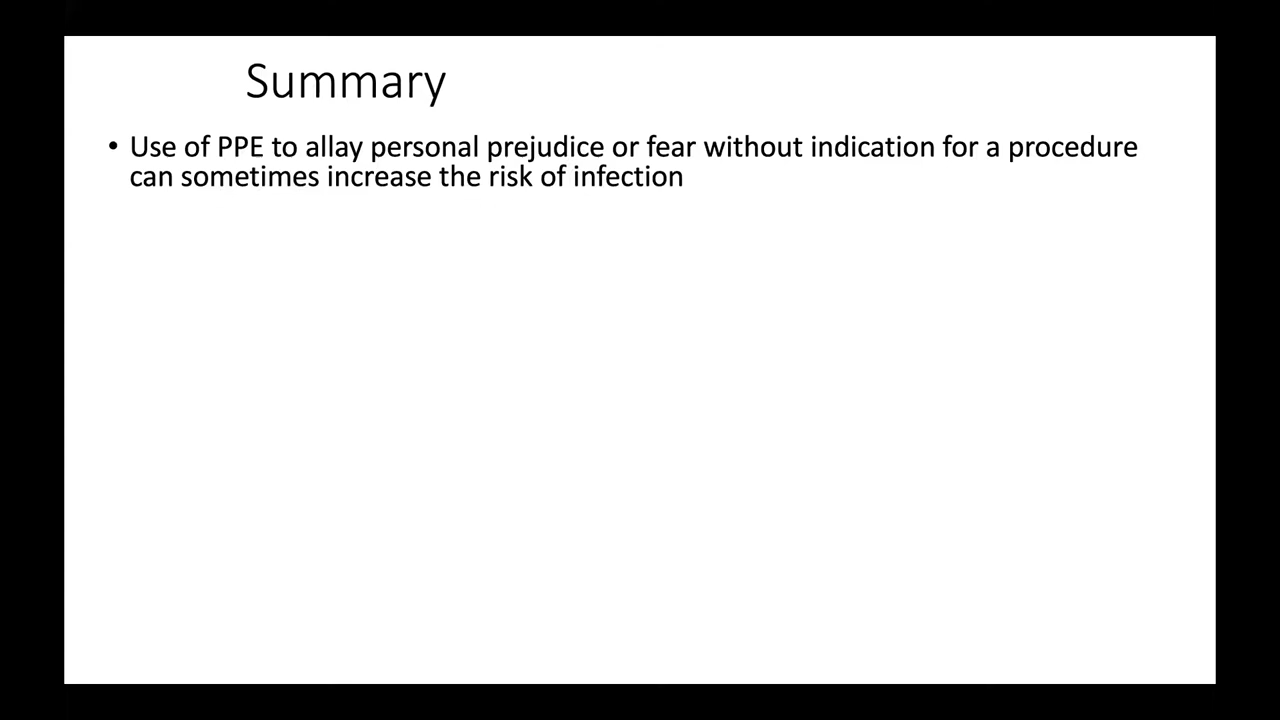 Summary
• Use of PPE to allay personal prejudice or fear without indication for a procedure
can sometimes increase the risk of infection